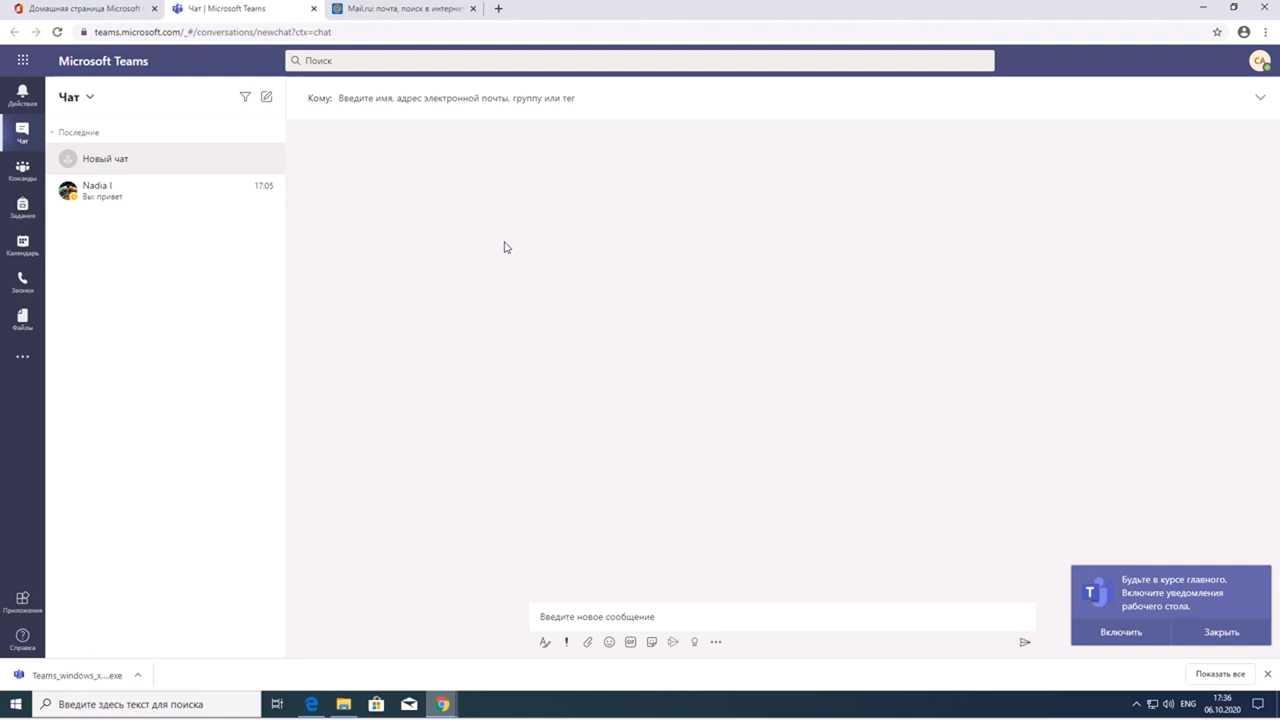 Домашняя страница Microsoft
Чат | Microsoft Teams
Mail.ru: почта, поиск в интернет
teams.microsoft.com/_#/conversations/newchat?ctx=chat
Microsoft Teams
Поиск
СА
Действия
Чат
Команды
Задания
Календарь
Звонки
Файлы
Приложения
Справка
Чат
Последние
Новый чат
Nadia I
17:05
Вы: привет
Кому: Введите имя, адрес электронной почты, группу или тег
Введите новое сообщение
GIF
Будьте в курсе главного.
Включите уведомления
рабочего стола.
Включить
Закрыть
Teams_windows_x....exe
Показать все
Введите здесь текст для поиска
ENG
17:36
06.10.2020